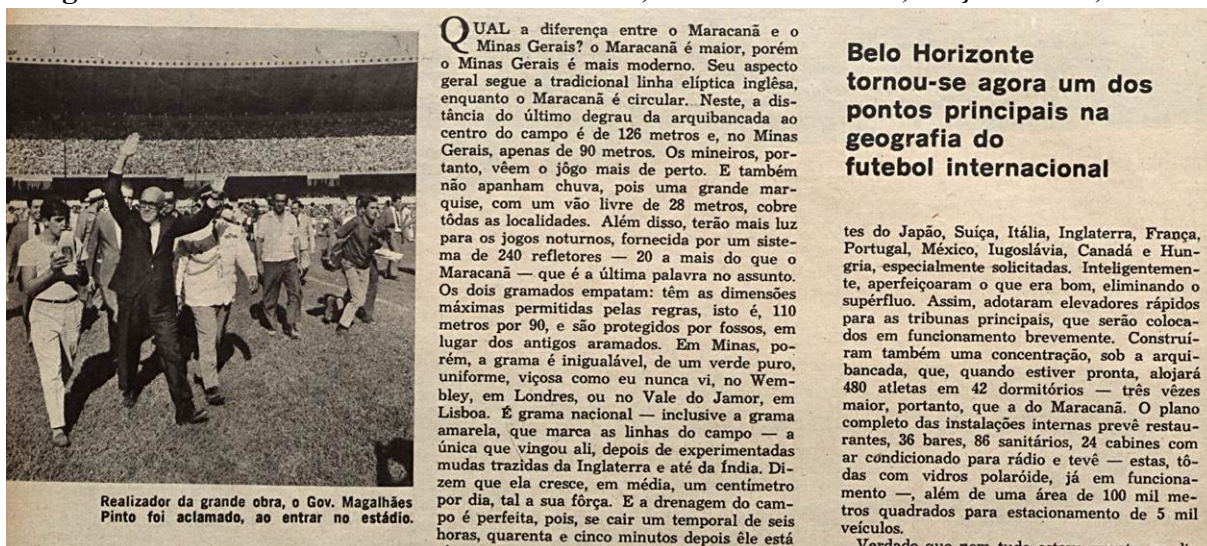 Realizador da grande obra, o Gov. Magalhães
Pinto foi aclamado, ao entrar no estádio.
QUAL a diferença entre o Maracanã e o
Minas Gerais? o Maracanã é maior, porém
o Minas Gerais é mais moderno. Seu aspecto
geral segue a tradicional linha elíptica inglêsa,
enquanto o Maracanã é circular. Neste, a dis-
tância do último degrau da arquibancada ao
centro do campo é de 126 metros e, no Minas
Gerais, apenas de 90 metros. Os mineiros, por-
tanto, vêem o jôgo mais de perto. E também
não apanham chuva, pois uma grande mar-
quise, com um vão livre de 28 metros, cobre
tôdas as localidades. Além disso, terão mais luz
para os jogos noturnos, fornecida por um siste-
ma de 240 refletores — 20 a mais do que o
Maracanã — que é a última palavra no assunto.
Os dois gramados empatam: têm as dimensões
máximas permitidas pelas regras, isto é, 110
metros por 90, e são protegidos por fossos, em
lugar dos antigos aramados. Em Minas, po-
rém, a grama é inigualável, de um verde puro,
uniforme, viçosa como eu nunca vi, no Wem-
bley, em Londres, ou no Vale do Jamor, em
Lisboa. É grama nacional — inclusive a grama
amarela, que marca as linhas do campo — a
única que vingou ali, depois de experimentadas
mudas trazidas da Inglaterra e até da Índia. Di-
zem que ela cresce, em média, um centímetro
por dia, tal a sua fôrça. E a drenagem do cam-
po é perfeita, pois, se cair um temporal de seis
horas, quarenta e cinco minutos depois êle está
Belo Horizonte
tornou-se agora um dos
pontos principais na
geografia do
futebol internacional
tes do Japão, Suíça, Itália, Inglaterra, França,
Portugal, México, Iugoslávia, Canadá e Hun-
gria, especialmente solicitadas. Inteligentemen-
te, aperfeiçoaram o que era bom, eliminando o
supérfluo. Assim, adotaram elevadores rápidos
para as tribunas principais, que serão coloca-
dos em funcionamento brevemente. Construí-
ram também uma concentração, sob a arqui-
bancada, que, quando estiver pronta, alojará
480 atletas em 42 dormitórios — três vêzes
maior, portanto, que a do Maracanã. O plano
completo das instalações internas prevê restau-
rantes, 36 bares, 86 sanitários, 24 cabines com
ar condicionado para rádio e tevê — estas, tô-
das com vidros polaróide, já em funciona-
mento —, além de uma área de 100 mil me-
tros quadrados para estacionamento de 5 mil
veículos.